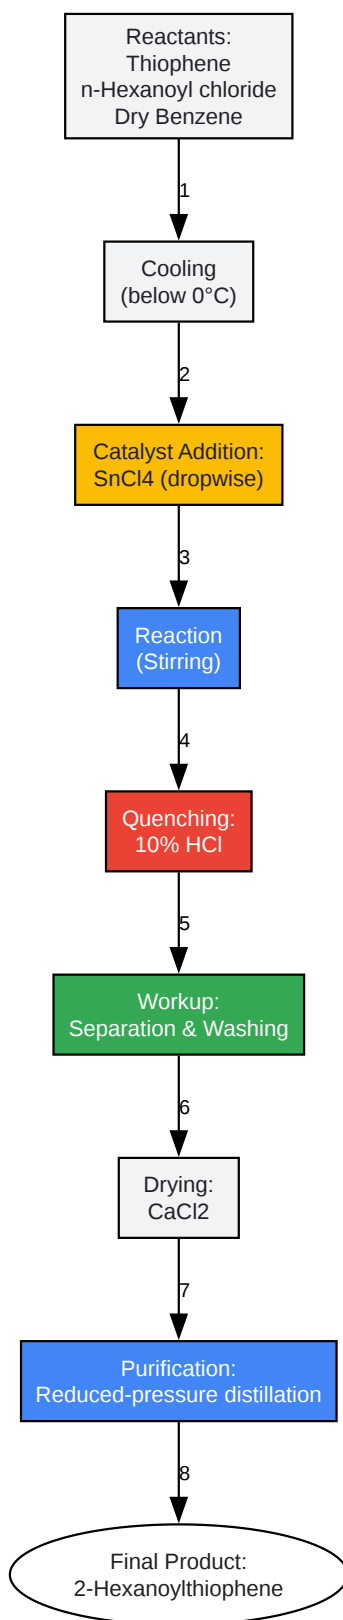 Reactants:
Thiophene
n-Hexanoyl chloride
Dry Benzene
1
Cooling
(below 0°C)
2
Catalyst Addition:
SnCl4 (dropwise)
3
Reaction
(Stirring)
4
Quenching:
10% HCl
5
Workup:
Separation & Washing
6
Drying:
CaCl2
7
Purification:
Reduced-pressure distillation
8
Final Product:
2-Hexanoylthiophene